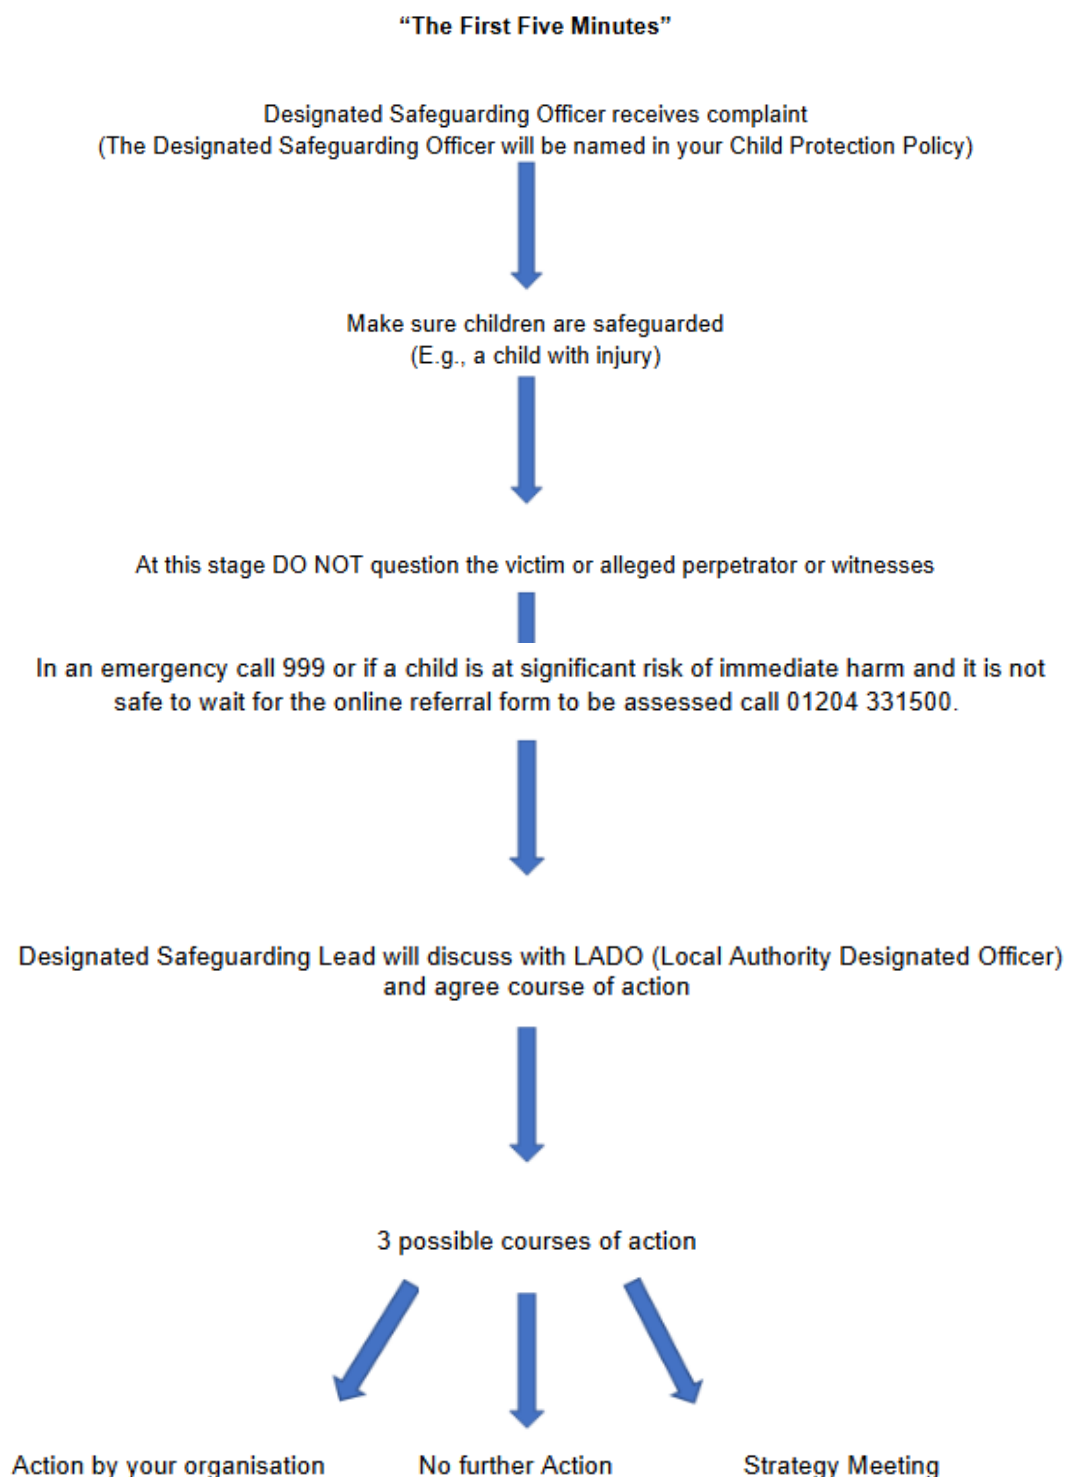 “The First Five Minutes”
Designated Safeguarding Officer receives complaint
(The Designated Safeguarding Officer will be named in your Child Protection Policy)
Make sure children are safeguarded
(E.g., a child with injury)
At this stage DO NOT question the victim or alleged perpetrator or witnesses
In an emergency call 999 or if a child is at significant risk of immediate harm and it is not
safe to wait for the online referral form to be assessed call 01204 331500.
Designated Safeguarding Lead will discuss with LADO (Local Authority Designated Officer)
and agree course of action
3 possible courses of action
Action by your organisation No further Action Strategy Meeting